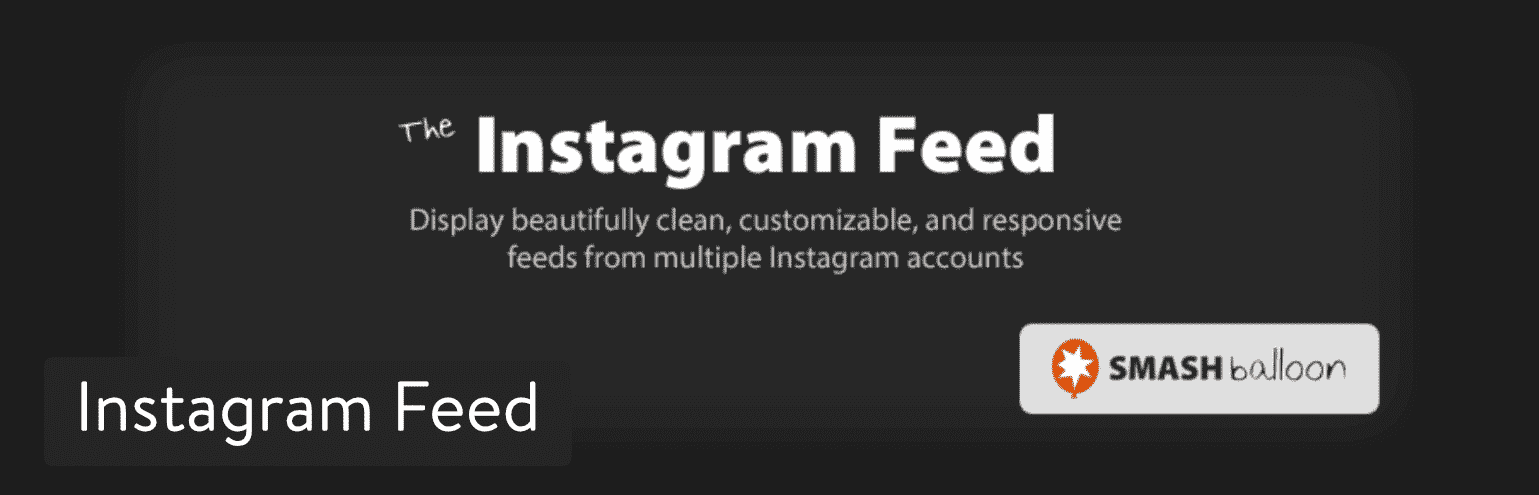 The Instagram Feed
Display beautifully clean, customizable, and responsive
feeds from multiple Instagram accounts
SMASH balloon
Instagram Feed